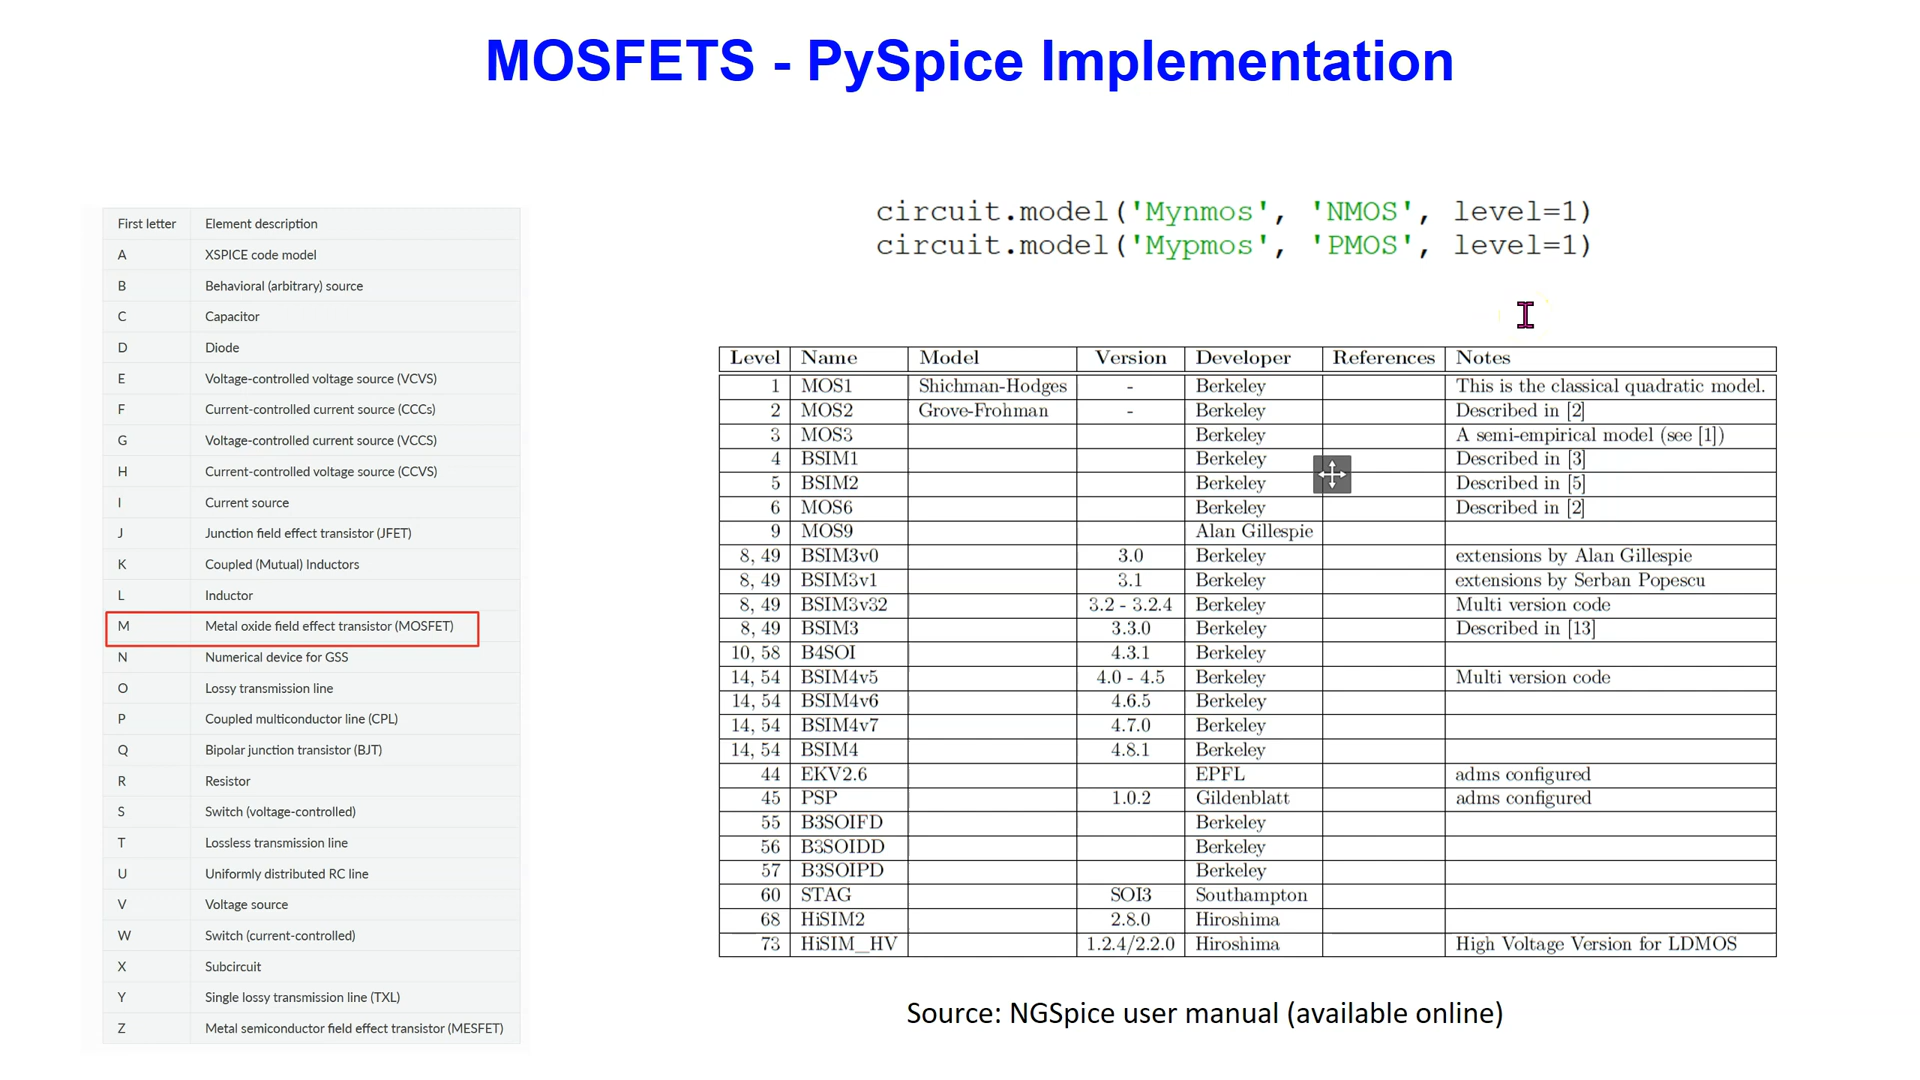 MOSFETS - PySpice Implementation
First letter Element description
A XSPICE code model
B Behavioral (arbitrary) source
C Capacitor
D Diode
E Voltage-controlled voltage source (VCVS)
F Current-controlled current source (CCCs)
G Voltage-controlled current source (VCCS)
H Current-controlled voltage source (CCVS)
I Current source
J Junction field effect transistor (JFET)
K Coupled (Mutual) Inductors
L Inductor
M Metal oxide field effect transistor (MOSFET)
N Numerical device for GSS
O Lossy transmission line
P Coupled multiconductor line (CPL)
Q Bipolar junction transistor (BJT)
R Resistor
S Switch (voltage-controlled)
T Lossless transmission line
U Uniformly distributed RC line
V Voltage source
W Switch (current-controlled)
X Subcircuit
Y Single lossy transmission line (TXL)
Z Metal semiconductor field effect transistor (MESFET)
circuit.model('Mynmos', 'NMOS', level=1)
circuit.model('Mypmos', 'PMOS', level=1)
Level Name Model Version Developer References Notes
1 MOS1 Shichman-Hodges - Berkeley This is the classical quadratic model.
2 MOS2 Grove-Frohman - Berkeley Described in [2]
3 MOS3 Berkeley A semi-empirical model (see [1])
4 BSIM1 Berkeley Described in [3]
5 BSIM2 Berkeley Described in [5]
6 MOS6 Berkeley Described in [2]
9 MOS9 Alan Gillespie
8, 49 BSIM3v0 3.0 Berkeley extensions by Alan Gillespie
8, 49 BSIM3v1 3.1 Berkeley extensions by Serban Popescu
8, 49 BSIM3v32 3.2 - 3.2.4 Berkeley Multi version code
8, 49 BSIM3 3.3.0 Berkeley Described in [13]
10, 58 B4SOI 4.3.1 Berkeley
14, 54 BSIM4v5 4.0 - 4.5 Berkeley Multi version code
14, 54 BSIM4v6 4.6.5 Berkeley
14, 54 BSIM4v7 4.7.0 Berkeley
14, 54 BSIM4 4.8.1 Berkeley
44 EKV2.6 EPFL adms configured
45 PSP 1.0.2 Gildenblatt adms configured
55 B3SOIFD Berkeley
56 B3SOIDD Berkeley
57 B3SOIPD Berkeley
60 STAG SOI3 Southampton
68 HiSIM2 2.8.0 Hiroshima
73 HiSIM_HV 1.2.4/2.2.0 Hiroshima High Voltage Version for LDMOS
Source: NGSpice user manual (available online)